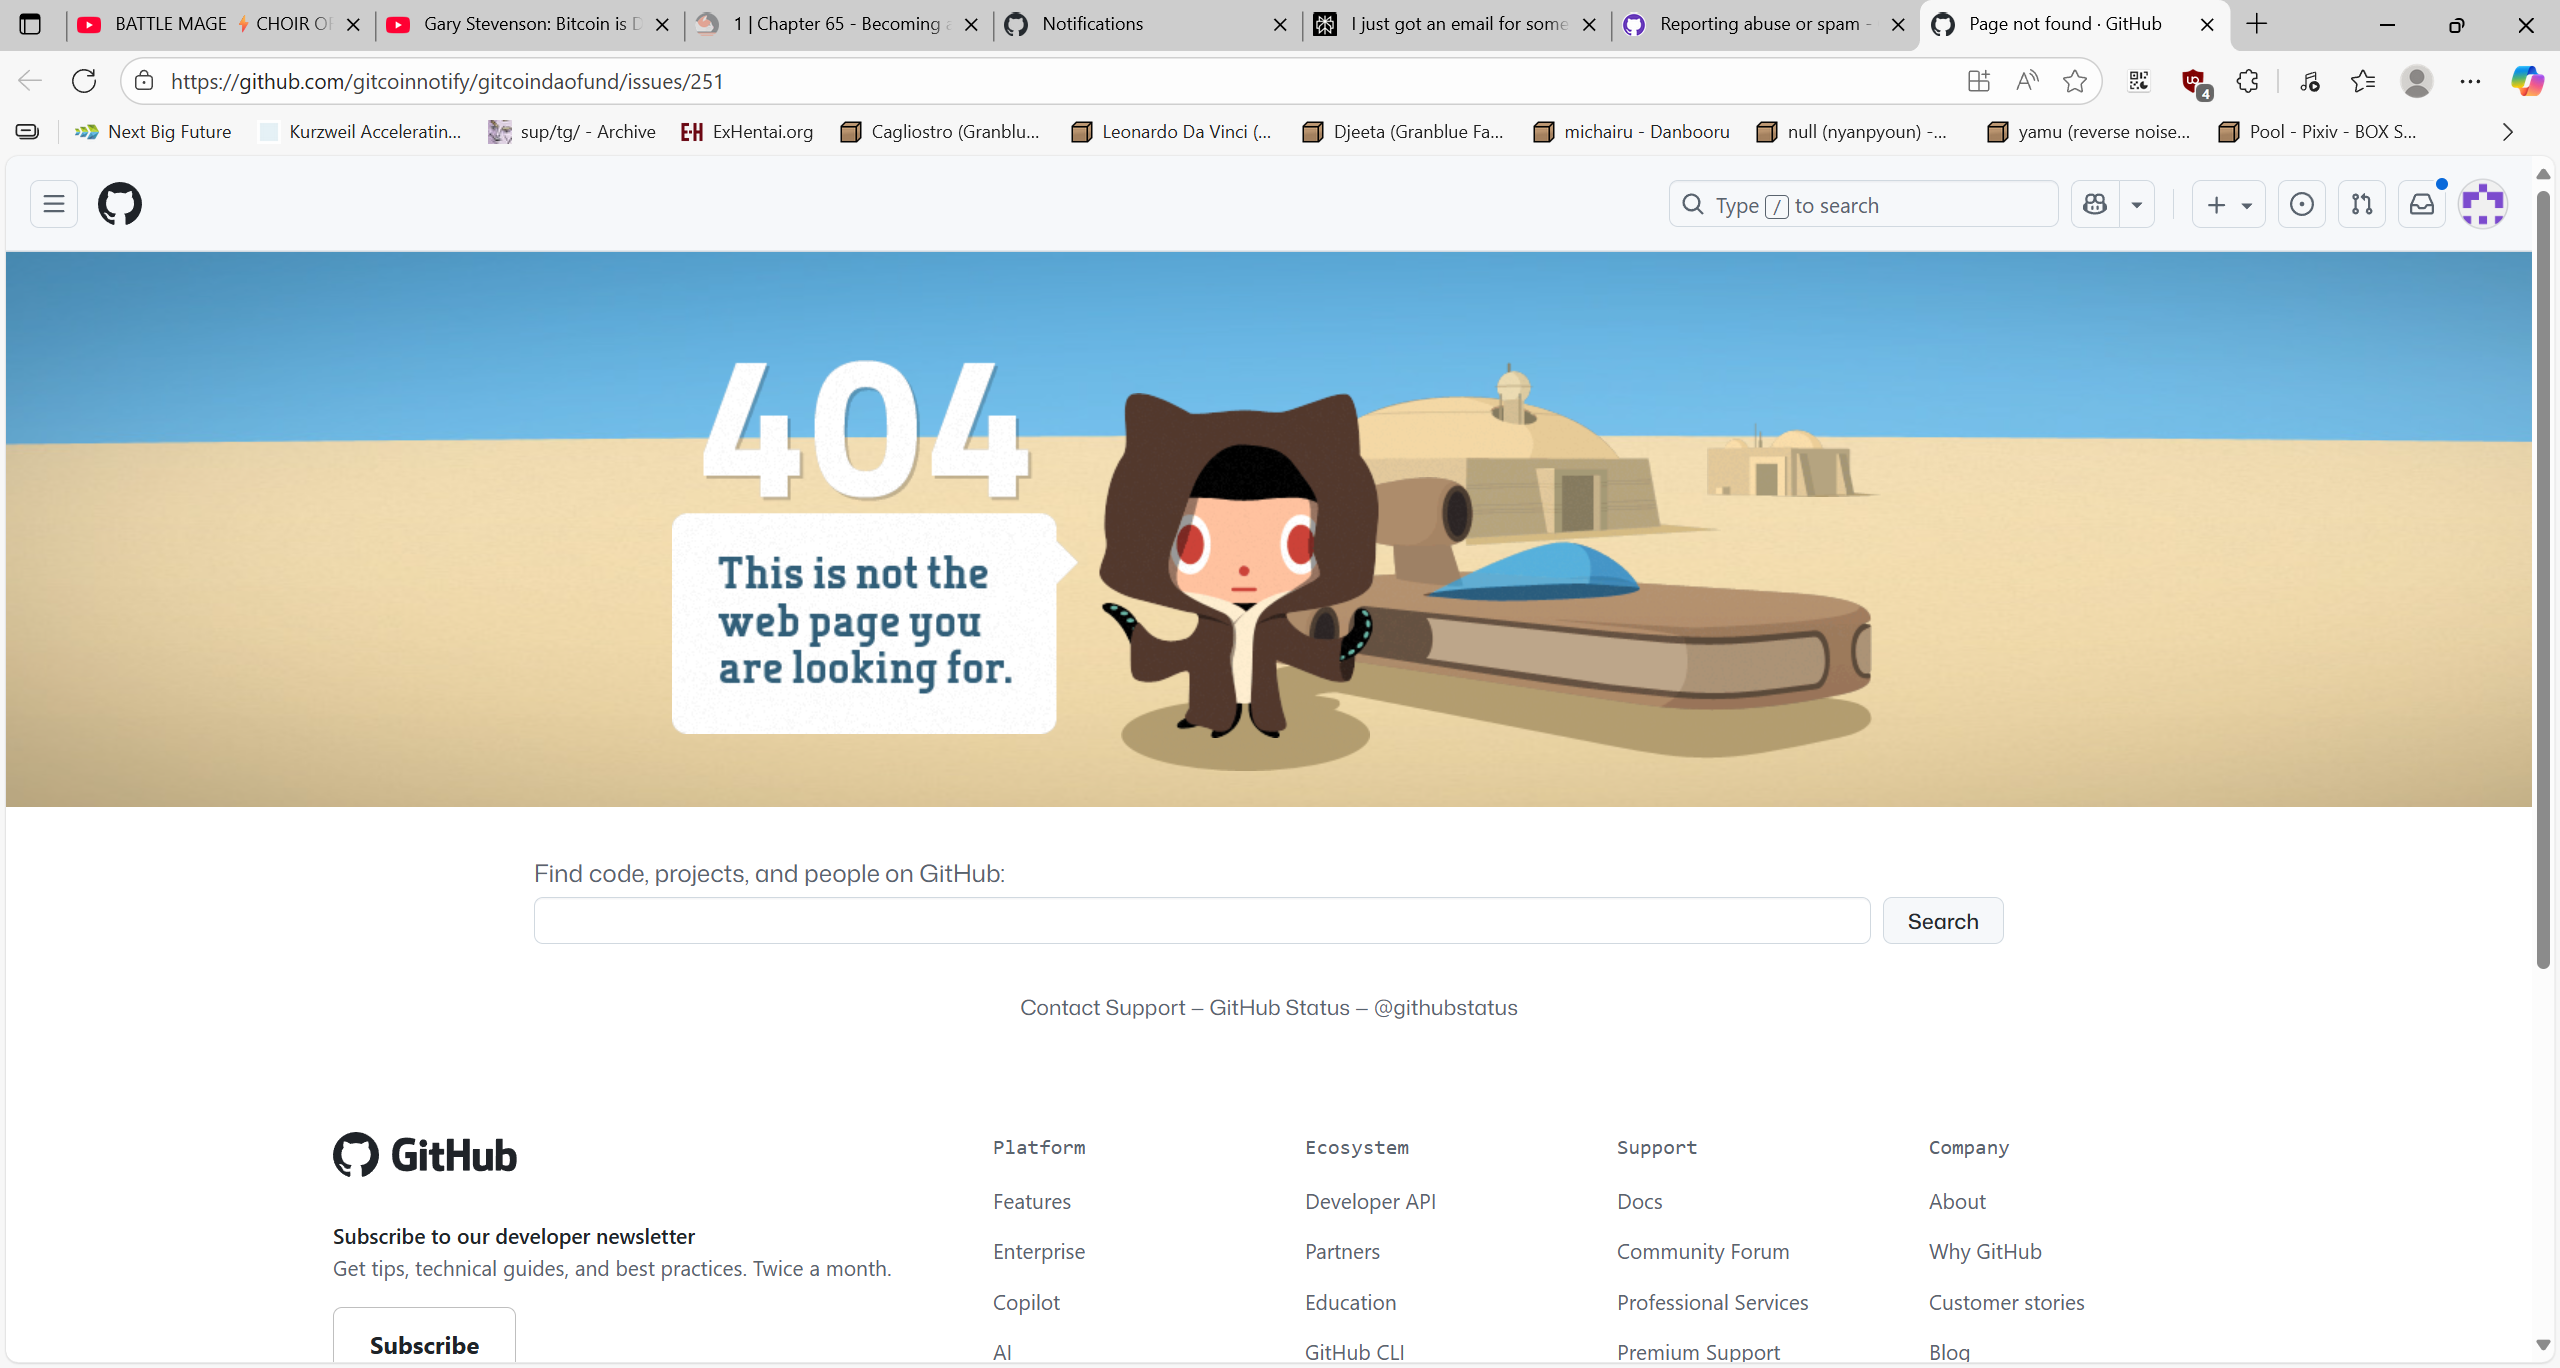 BATTLE MAGE ⚡ CHOIR OF
Gary Stevenson: Bitcoin is D
1 | Chapter 65 - Becoming a
Notifications
I just got an email for some
Reporting abuse or spam -
Page not found · GitHub
https://github.com/gitcoinnotify/gitcoindaofund/issues/251
4
Next Big Future
Kurzweil Acceleratin...
sup/tg/ - Archive
E-H ExHentai.org
Cagliostro (Granblu...
Leonardo Da Vinci (...
Djeeta (Granblue Fa...
michairu - Danbooru
null (nyanpyoun) -...
yamu (reverse noise...
Pool - Pixiv - BOX S...
Type / to search
404
This is not the
web page you
are looking for.
Find code, projects, and people on GitHub:
Search
Contact Support — GitHub Status — @githubstatus
GitHub
Subscribe to our developer newsletter
Get tips, technical guides, and best practices. Twice a month.
Subscribe
Platform
Features
Enterprise
Copilot
AI
Ecosystem
Developer API
Partners
Education
GitHub CLI
Support
Docs
Community Forum
Professional Services
Premium Support
Company
About
Why GitHub
Customer stories
Blog